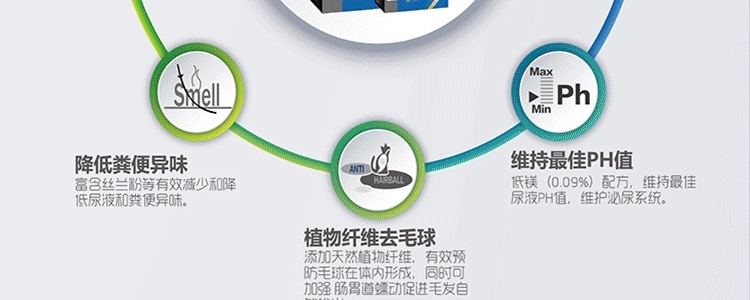 Smell
Max
Min
Ph
ANTI
HAIRBALL
降低粪便异味
富含丝兰粉等有效减少和降
低尿液和粪便异味。
维持最佳PH值
低镁（0.09%）配方，维持最佳
尿液PH值，维护泌尿系统。
植物纤维去毛球
添加天然植物纤维，有效预
防毛球在体内形成，同时可
加强 肠胃道蠕动促进毛发自